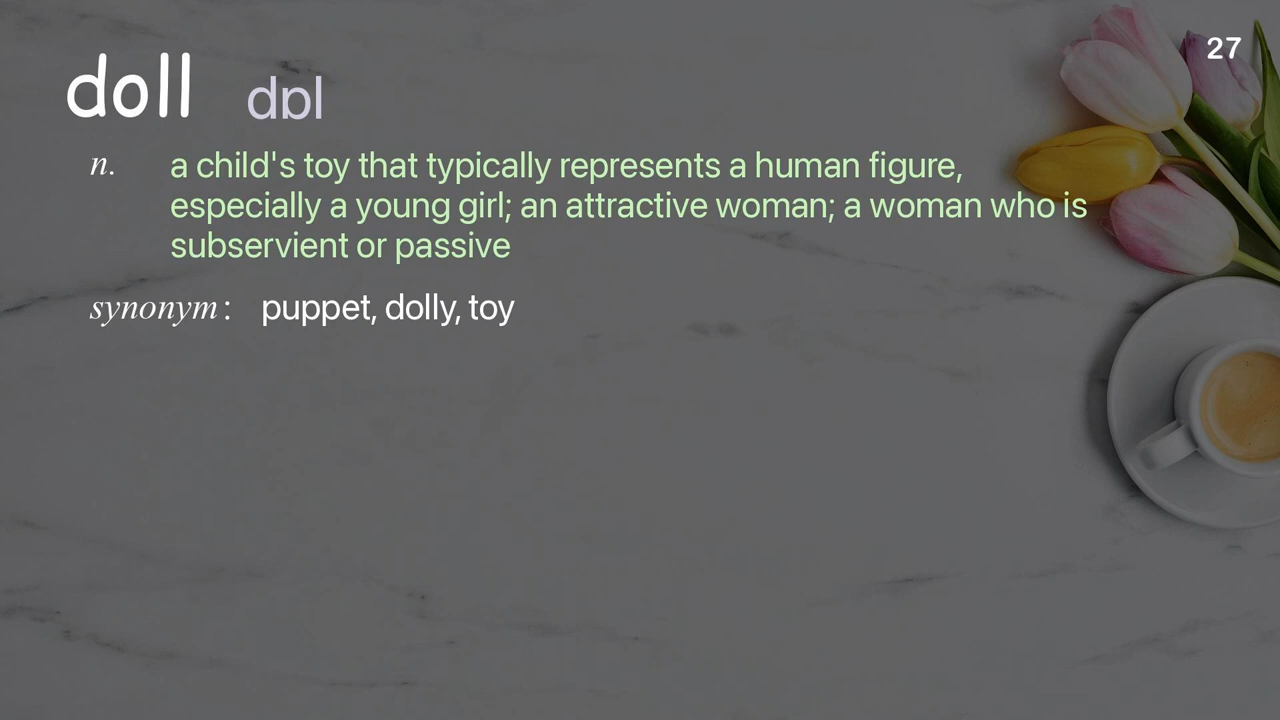 27
doll dɒl
n. a child's toy that typically represents a human figure,
especially a young girl; an attractive woman; a woman who is
subservient or passive
synonym: puppet, dolly, toy